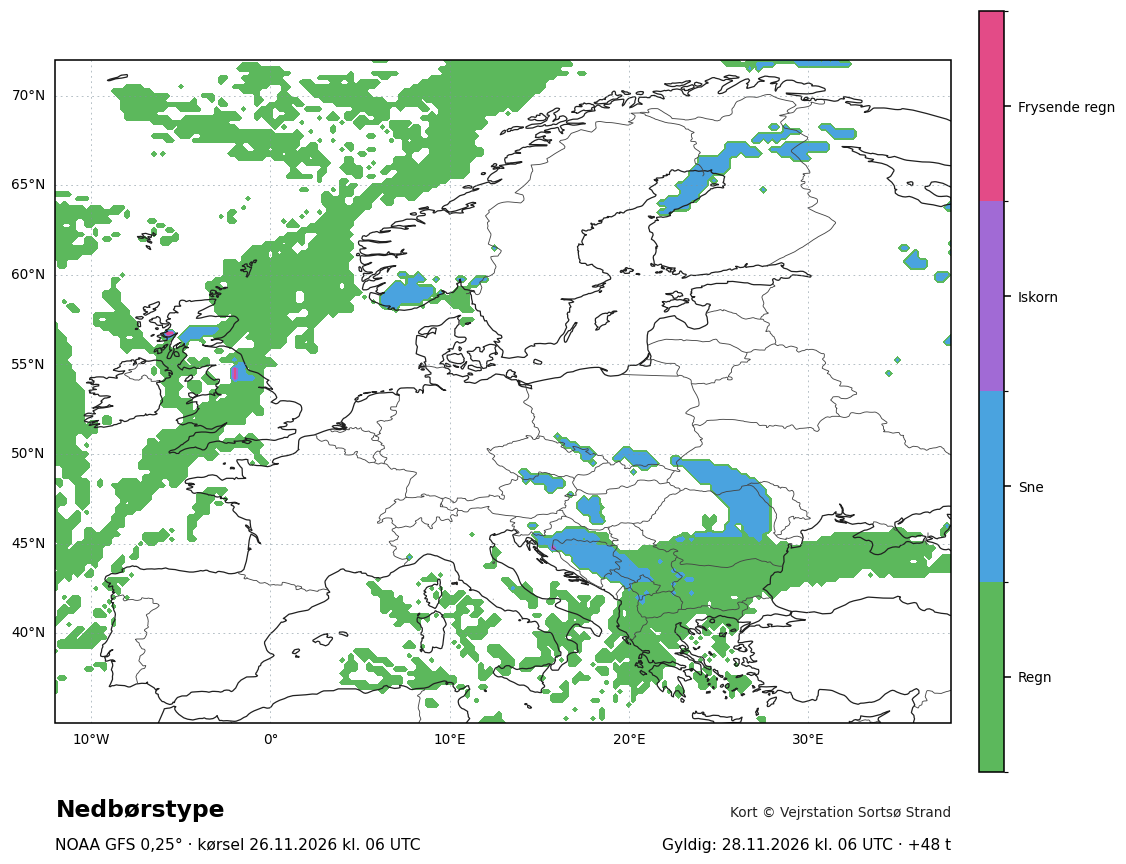 70°N
65°N
60°N
55°N
50°N
45°N
40°N
10°W
0°
10°E
20°E
30°E
Frysende regn
Iskorn
Sne
Regn
Nedbørstype
Kort © Vejrstation Sortsø Strand
NOAA GFS 0,25° · kørsel 26.11.2026 kl. 06 UTC
Gyldig: 28.11.2026 kl. 06 UTC · +48 t